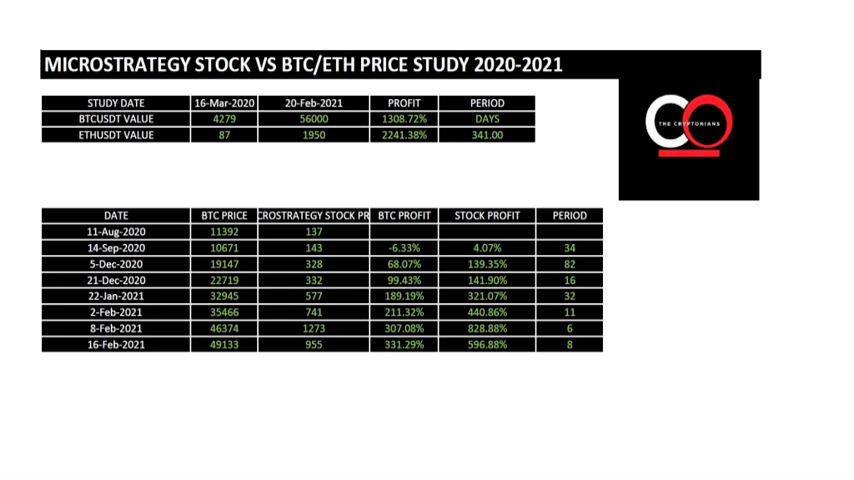 MICROSTRATEGY STOCK VS BTC/ETH PRICE STUDY 2020-2021
STUDY DATE 16-Mar-2020 20-Feb-2021 PROFIT PERIOD
BTCUSDT VALUE 4279 56000 1308.72% DAYS
ETHUSDT VALUE 87 1950 2241.38% 341.00
THE CRYPTONIANS
DATE BTC PRICE CROSTRATEGY STOCK PR BTC PROFIT STOCK PROFIT PERIOD
11-Aug-2020 11392 137
14-Sep-2020 10671 143 -6.33% 4.07% 34
5-Dec-2020 19147 328 68.07% 139.35% 82
21-Dec-2020 22719 332 99.43% 141.90% 16
22-Jan-2021 32945 577 189.19% 321.07% 32
2-Feb-2021 35466 741 211.32% 440.86% 11
8-Feb-2021 46374 1273 307.08% 828.88% 6
16-Feb-2021 49133 955 331.29% 596.88% 8